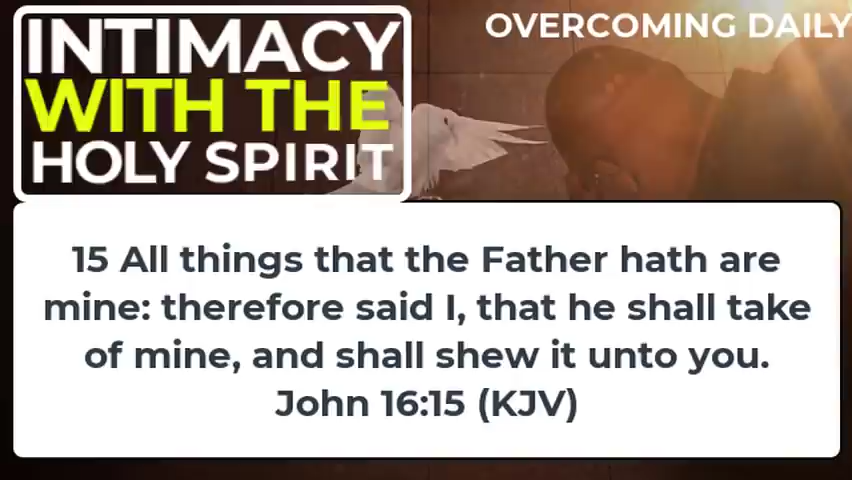 INTIMACY
WITH THE
HOLY SPIRIT
OVERCOMING DAILY
15 All things that the Father hath are
mine: therefore said I, that he shall take
of mine, and shall shew it unto you.
John 16:15 (KJV)